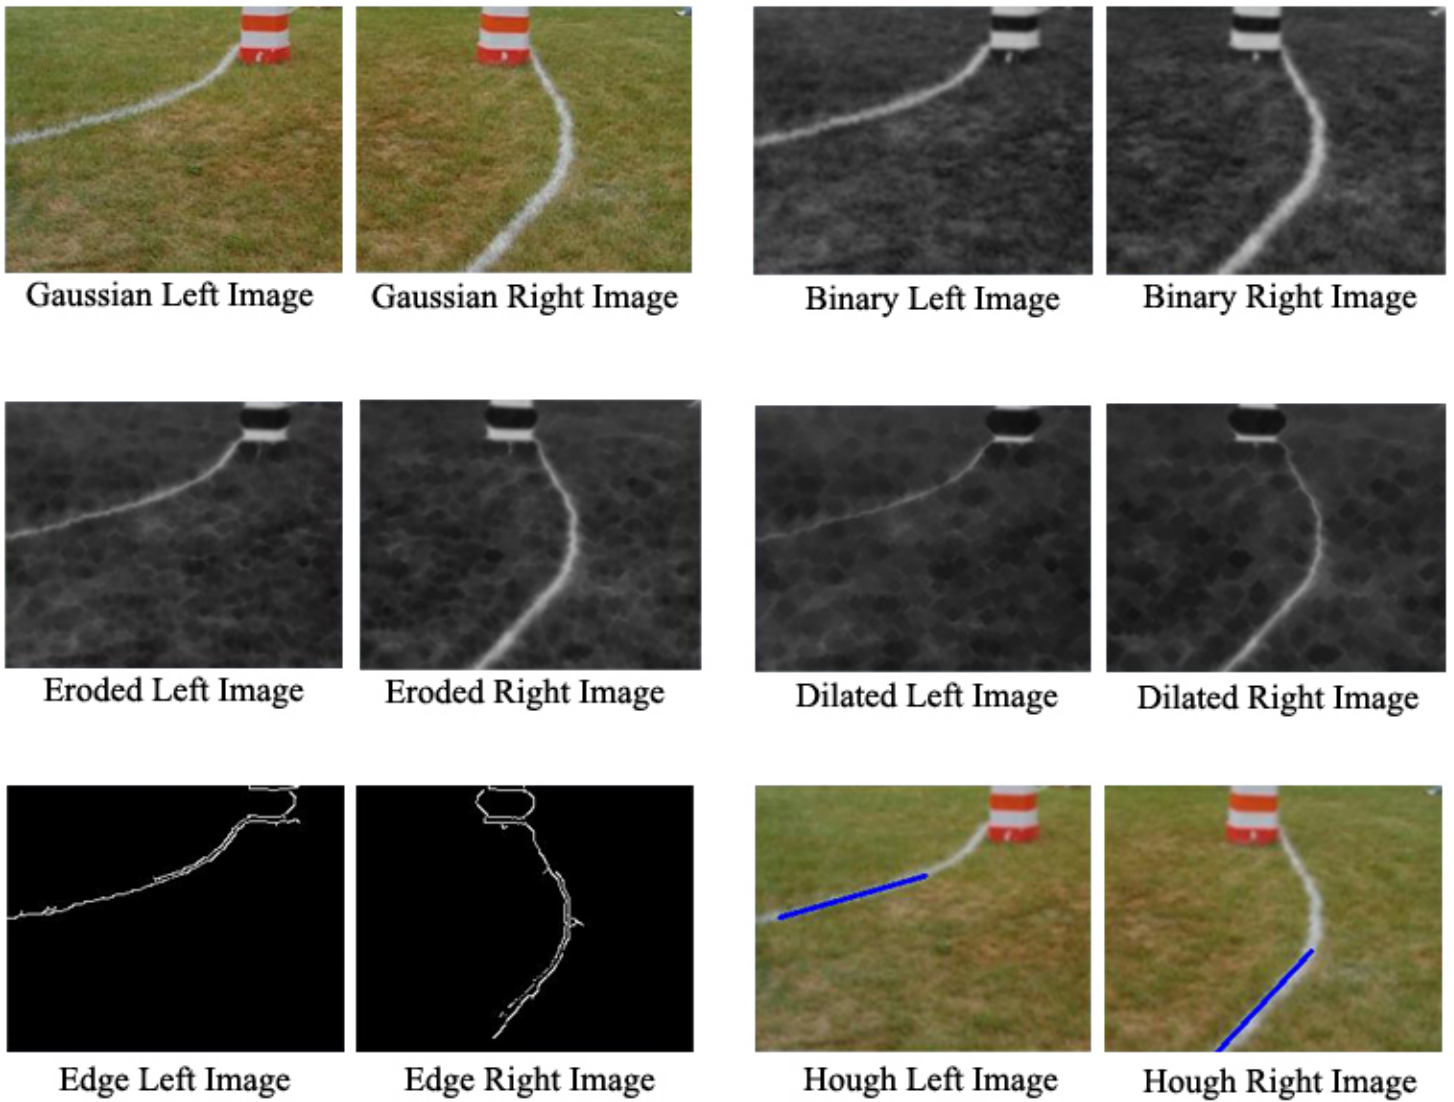 Gaussian Left Image
Gaussian Right Image
Binary Left Image
Binary Right Image
Eroded Left Image
Eroded Right Image
Dilated Left Image
Dilated Right Image
Edge Left Image
Edge Right Image
Hough Left Image
Hough Right Image